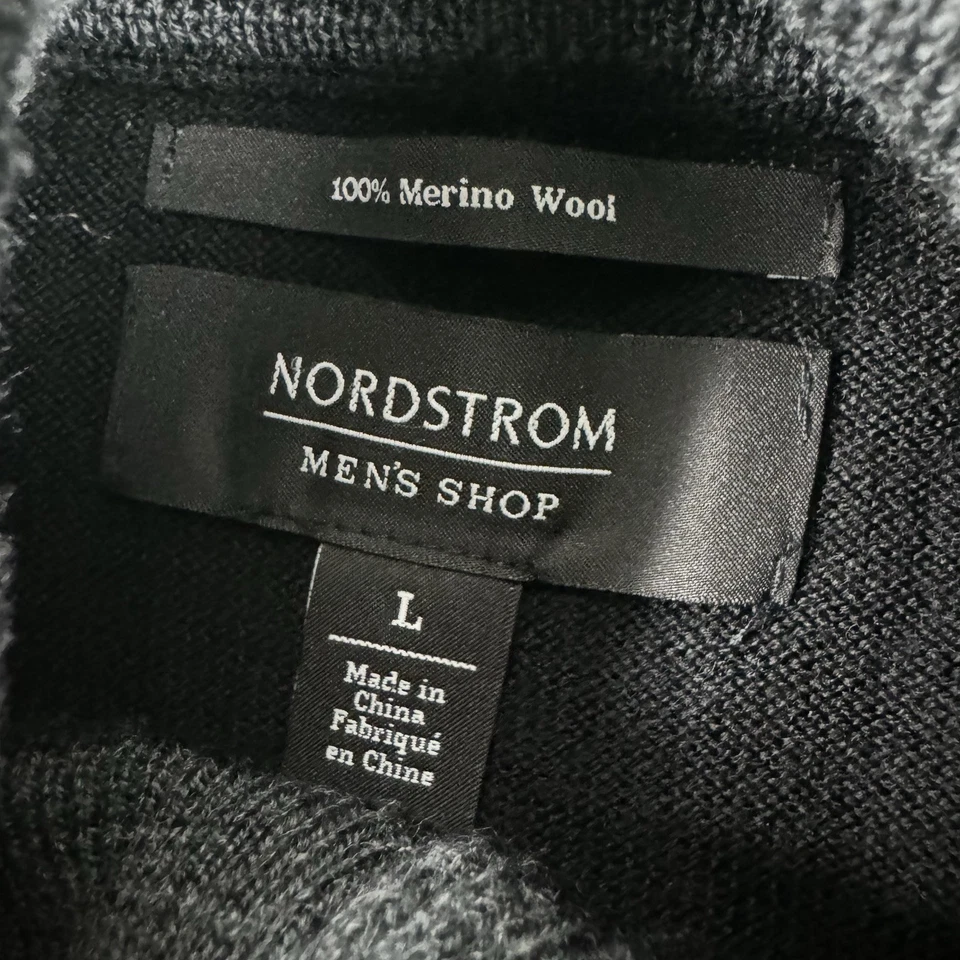 100% Merino Wool
NORDSTROM
MEN'S SHOP
L
Made in
China
Fabriqué
en Chine